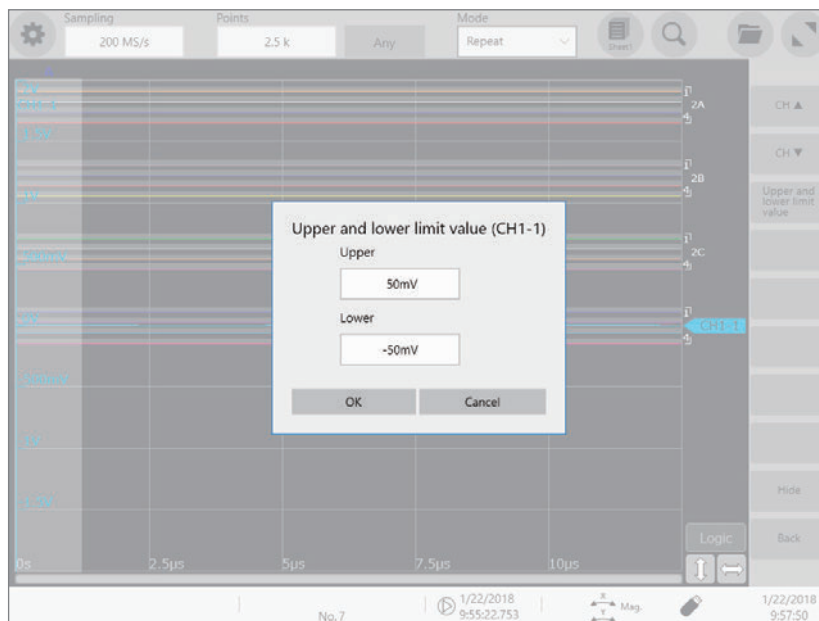 Sampling
Points
Mode
200 MS/s
2.5 k
Any
Repeat
Sheet1
2A
CH ▲
2B
CH ▼
Upper and
lower limit
value
Upper and lower limit value (CH1-1)
Upper
50mV
2C
Lower
CH1-1
-50mV
OK
Cancel
Hide
Logic
Back
0s
2.5µs
5µs
7.5µs
10µs
No.7
1/22/2018
9:55:22.753
X
Y
Mag.
1/22/2018
9:57:50